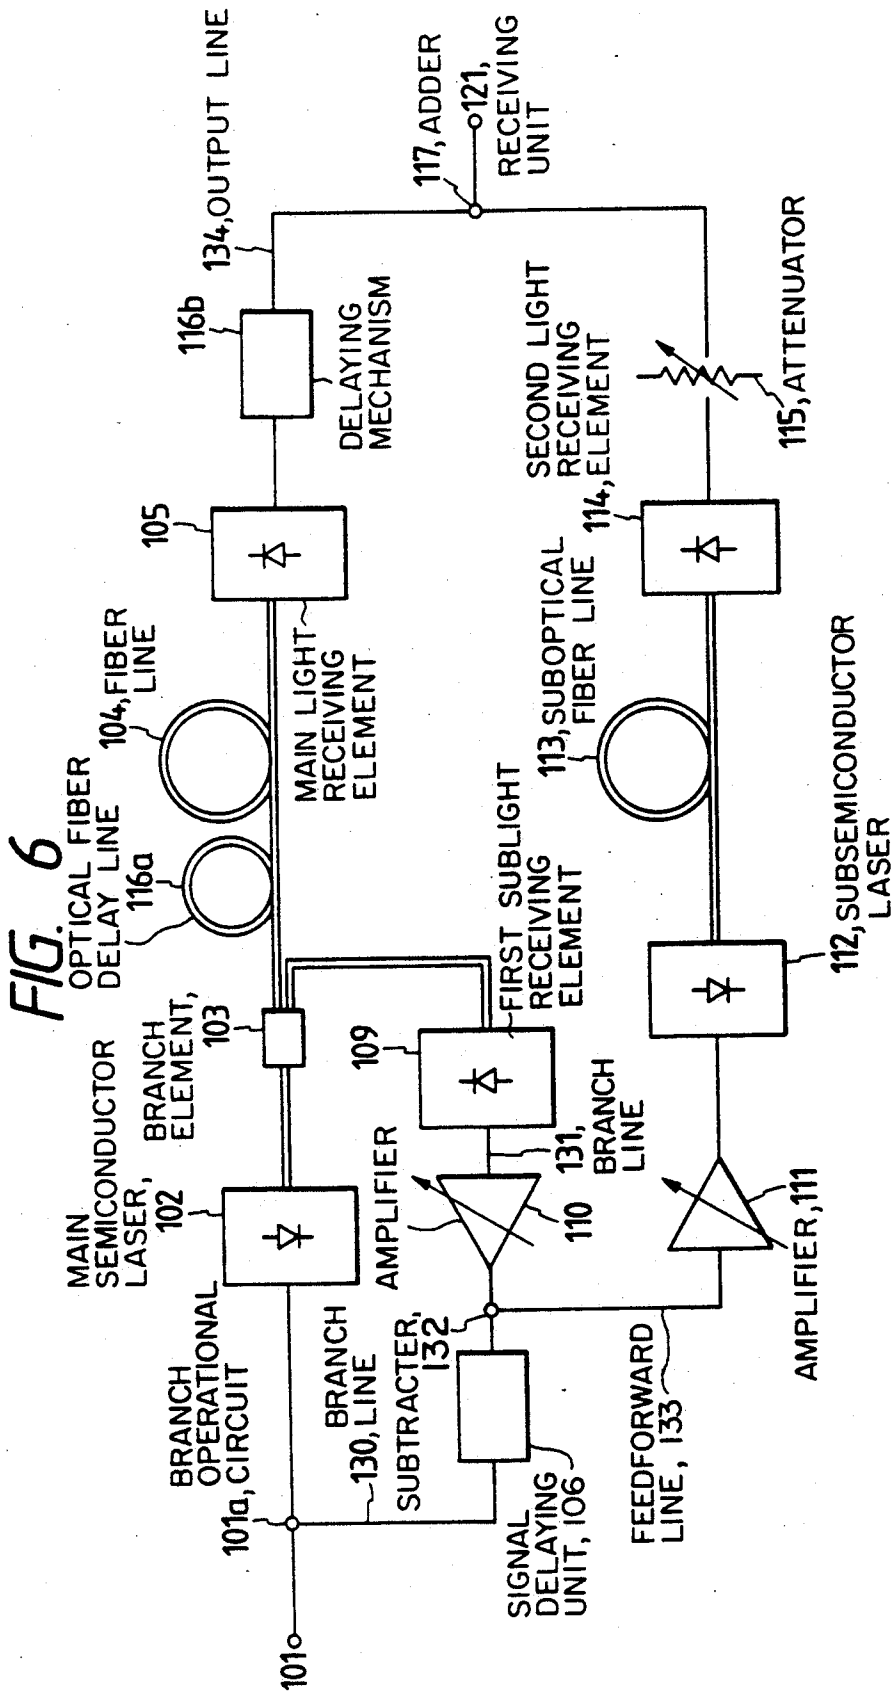 FIG. 6
MAIN
SEMICONDUCTOR
LASER,
102
BRANCH
ELEMENT,
103
OPTICAL FIBER
DELAY LINE
116a
104, FIBER
LINE
105
116b
134, OUTPUT LINE
BRANCH
OPERATIONAL
101a, CIRCUIT
101
MAIN LIGHT
RECEIVING
ELEMENT
DELAYING
MECHANISM
117, ADDER
121,
RECEIVING
UNIT
BRANCH
130, LINE
SUBTRACTER,
132
AMPLIFIER
109
FIRST SUBLIGHT
RECEIVING
ELEMENT
131,
BRANCH
LINE
110
SIGNAL
DELAYING
UNIT, 106
113, SUBOPTICAL
FIBER LINE
SECOND LIGHT
RECEIVING
114, ELEMENT
FEEDFORWARD
LINE, 133
AMPLIFIER, 111
112, SUBSEMICONDUCTOR
LASER
115, ATTENUATOR